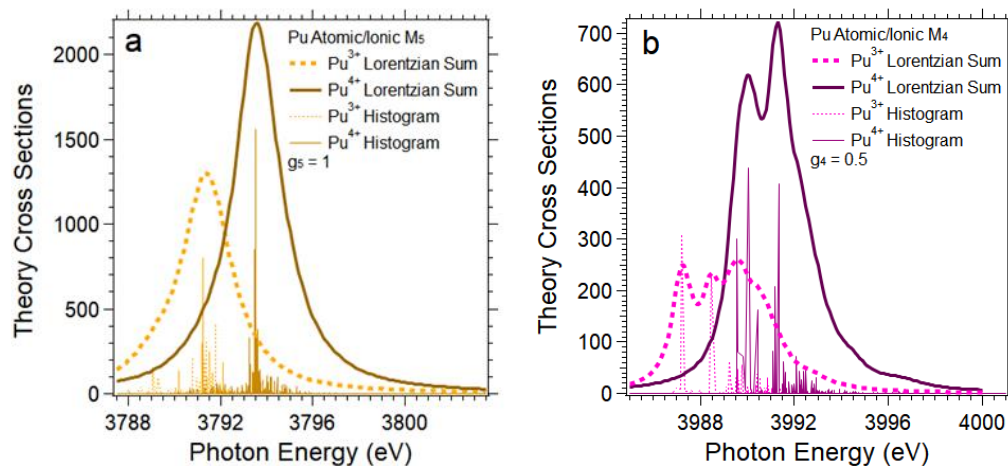 a
Pu Atomic/Ionic M₅
Pu³⁺ Lorentzian Sum
Pu⁴⁺ Lorentzian Sum
Pu³⁺ Histogram
Pu⁴⁺ Histogram
g₅ = 1
Theory Cross Sections
2000
1500
1000
500
0
3788
3792
3796
3800
Photon Energy (eV)
b
Pu Atomic/Ionic M₄
Pu³⁺ Lorentzian Sum
Pu⁴⁺ Lorentzian Sum
Pu³⁺ Histogram
Pu⁴⁺ Histogram
g₄ = 0.5
Theory Cross Sections
700
600
500
400
300
200
100
0
3988
3992
3996
4000
Photon Energy (eV)